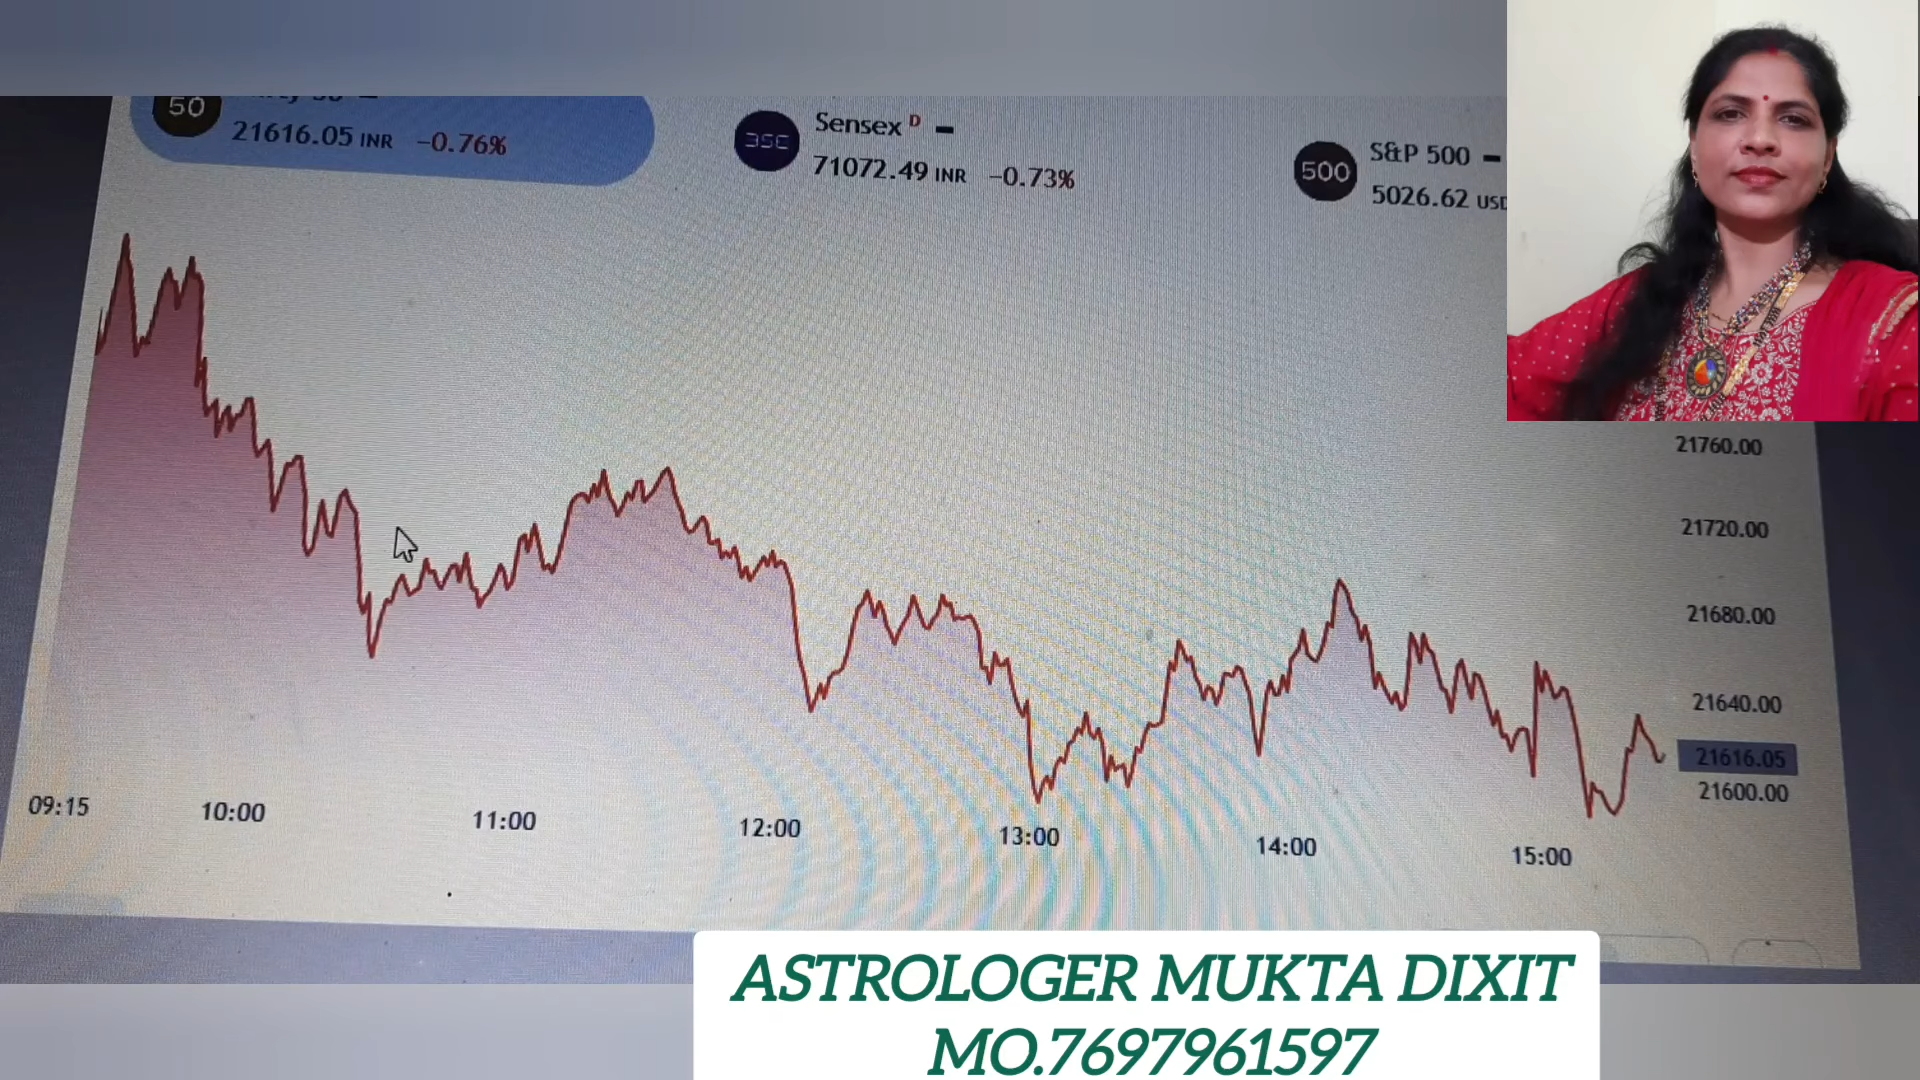 50
21616.05 INR −0.76%
Sensex D
71072.49 INR −0.73%
S&P 500
500
5026.62
21760.00
21720.00
21680.00
21640.00
21616.05
21600.00
09:15
10:00
11:00
12:00
13:00
14:00
15:00
ASTROLOGER MUKTA DIXIT
MO.7697961597